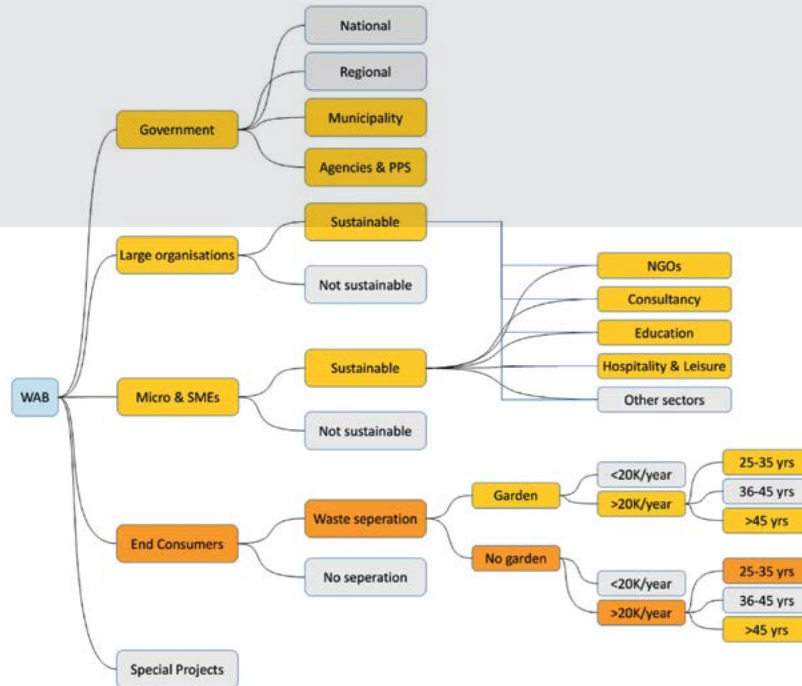 National
Regional
Government
Municipality
Agencies & PPS
Sustainable
Large organisations
Not sustainable
NGOs
Consultancy
Education
Hospitality & Leisure
Other sectors
WAB
Micro & SMEs
Sustainable
Not sustainable
End Consumers
Waste seperation
No seperation
Garden
<20K/year
>20K/year
25-35 yrs
36-45 yrs
>45 yrs
No garden
<20K/year
>20K/year
25-35 yrs
36-45 yrs
>45 yrs
Special Projects